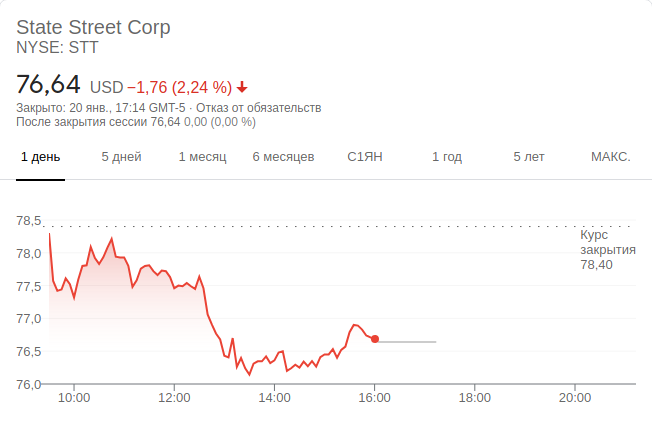 State Street Corp
NYSE: STT
76,64 USD −1,76 (2,24 %)
Закрыто: 20 янв., 17:14 GMT-5 · Отказ от обязательств
После закрытия сессии 76,64 0,00 (0,00 %)
1 день 5 дней 1 месяц 6 месяцев С1ЯН 1 год 5 лет МАКС.
78,5
Курс
закрытия
78,40
78,0
77,5
77,0
76,5
76,0
10:00 12:00 14:00 16:00 18:00 20:00